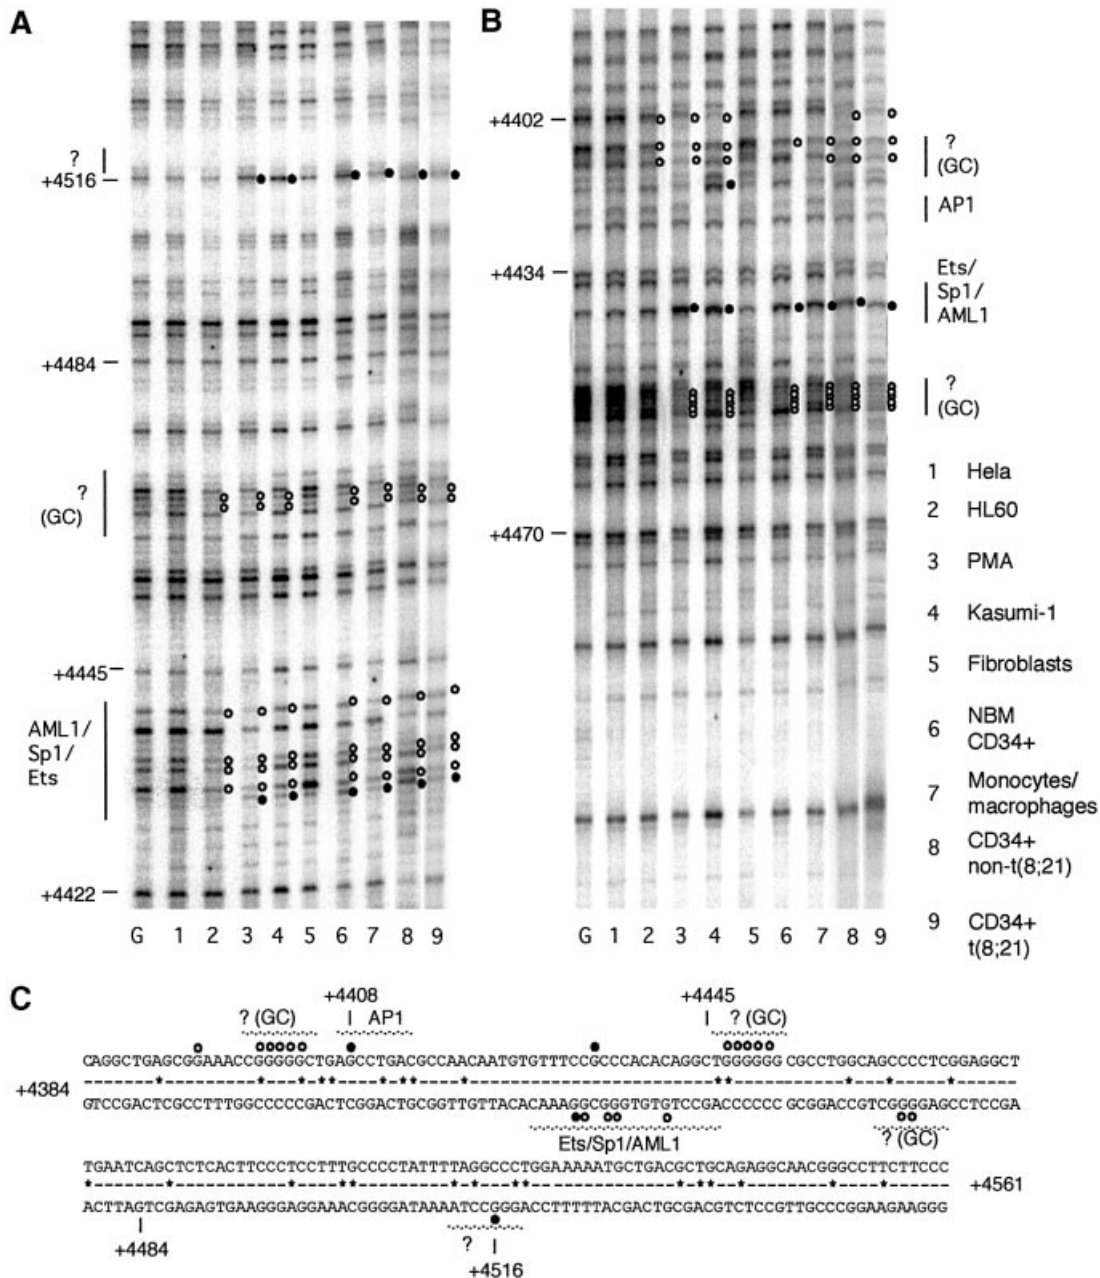 A
?
+4516
+4484
?
(GC)
+4445
AML1/
Sp1/
Ets
+4422
G 1 2 3 4 5 6 7 8 9
B
+4402
?
(GC)
AP1
+4434
Ets/
Sp1/
AML1
?
(GC)
+4470
1 Hela
2 HL60
3 PMA
4 Kasumi-1
5 Fibroblasts
6 NBM
CD34+
7 Monocytes/
macrophages
8 CD34+
non-t(8;21)
9 CD34+
t(8;21)
G 1 2 3 4 5 6 7 8 9
C
+4408
+4445
? (GC)
AP1
? (GC)
CAGGCTGAGCGGAAACCGGGGGCTGAGCCTGACGCCAACAATGTGTTTCCGCCCACACAGGCTGGGGGG CGCCTGGCAGCCCCTCGGAGGCT
+4384
GTCCGACTCGCCTTTGGCCCCCGACTCGGACTGCGGTTGTTACACAAAGGCGGGTGTGTCCGACCCCCC GCGGACCGTCGGGGAGCCTCCGA
Ets/Sp1/AML1
? (GC)
TGAATCAGCTCTCACTTCCCTCCTTTGCCCCTATTTTAGGCCCTGGAAAAATGCTGACGCTGCAGAGGCAACGGGCCTTCTTCCC
+4561
ACTTAGTCGAGAGTGAAGGGAGGAAACGGGGATAAAATCCGGGACCTTTTTACGACTGCGACGTCTCCGTTGCCCGGAAGAAGGG
+4484
?
+4516